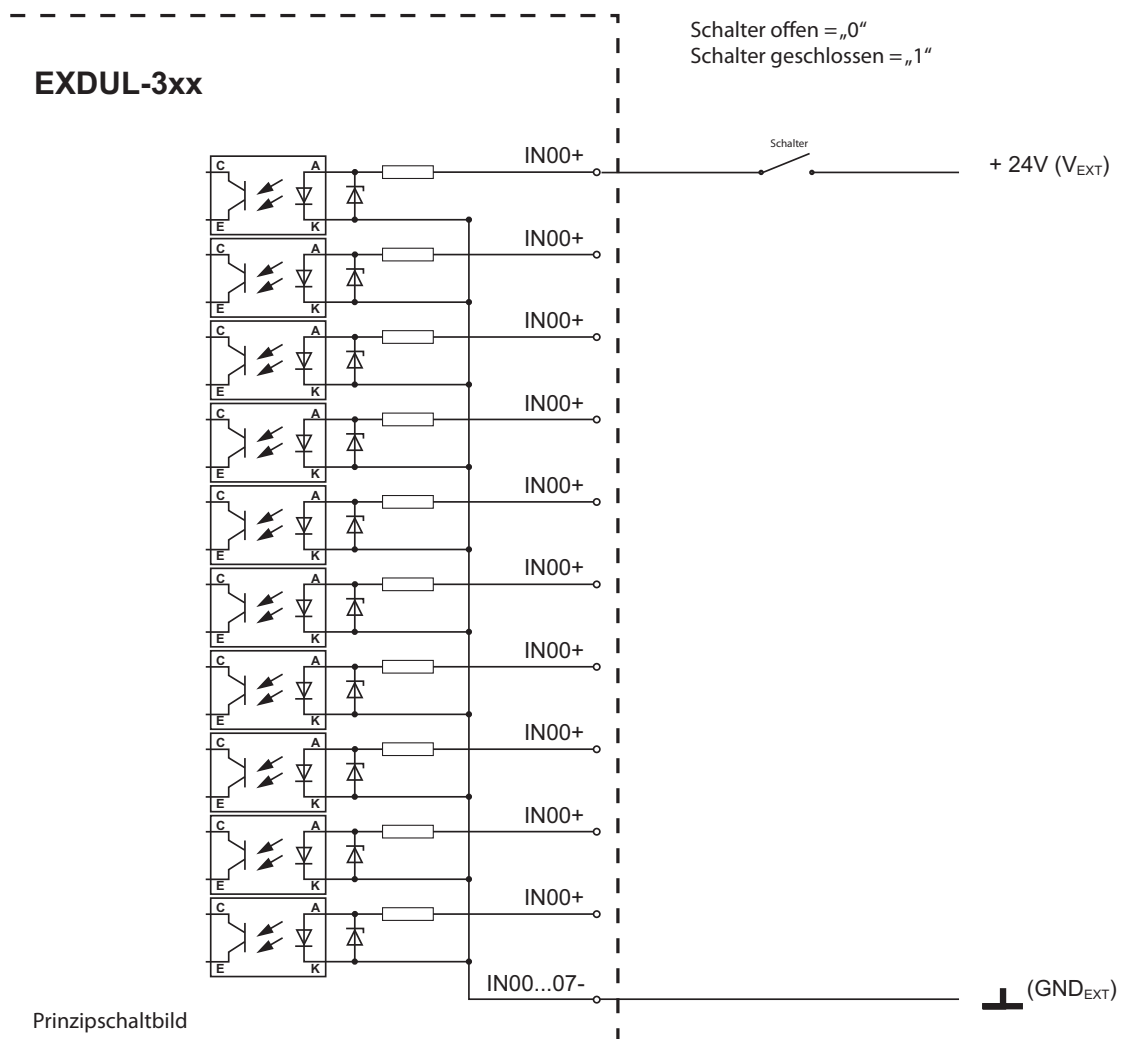 Schalter offen = „0“
Schalter geschlossen = „1“
EXDUL-3xx
Schalter
IN00+
+ 24V (VEXT)
C A
E K
IN00+
C A
E K
IN00+
C A
E K
IN00+
C A
E K
IN00+
C A
E K
IN00+
C A
E K
IN00+
C A
E K
IN00+
C A
E K
IN00+
C A
E K
IN00+
C A
E K
IN00...07-
(GNDEXT)
Prinzipschaltbild